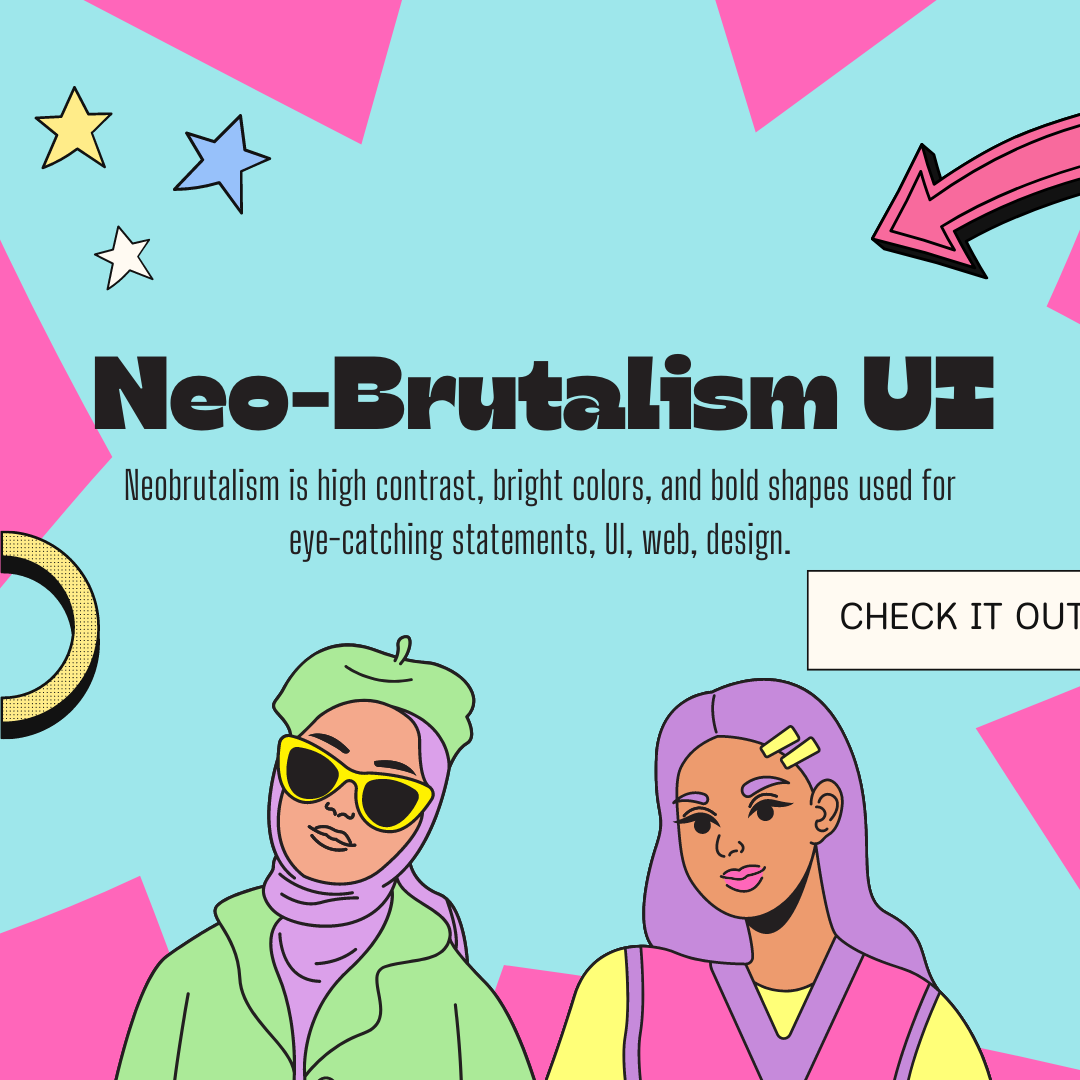 Neo-Brutalism UI
Neobrutalism is high contrast, bright colors, and bold shapes used for
eye-catching statements, UI, web, design.
CHECK IT OUT